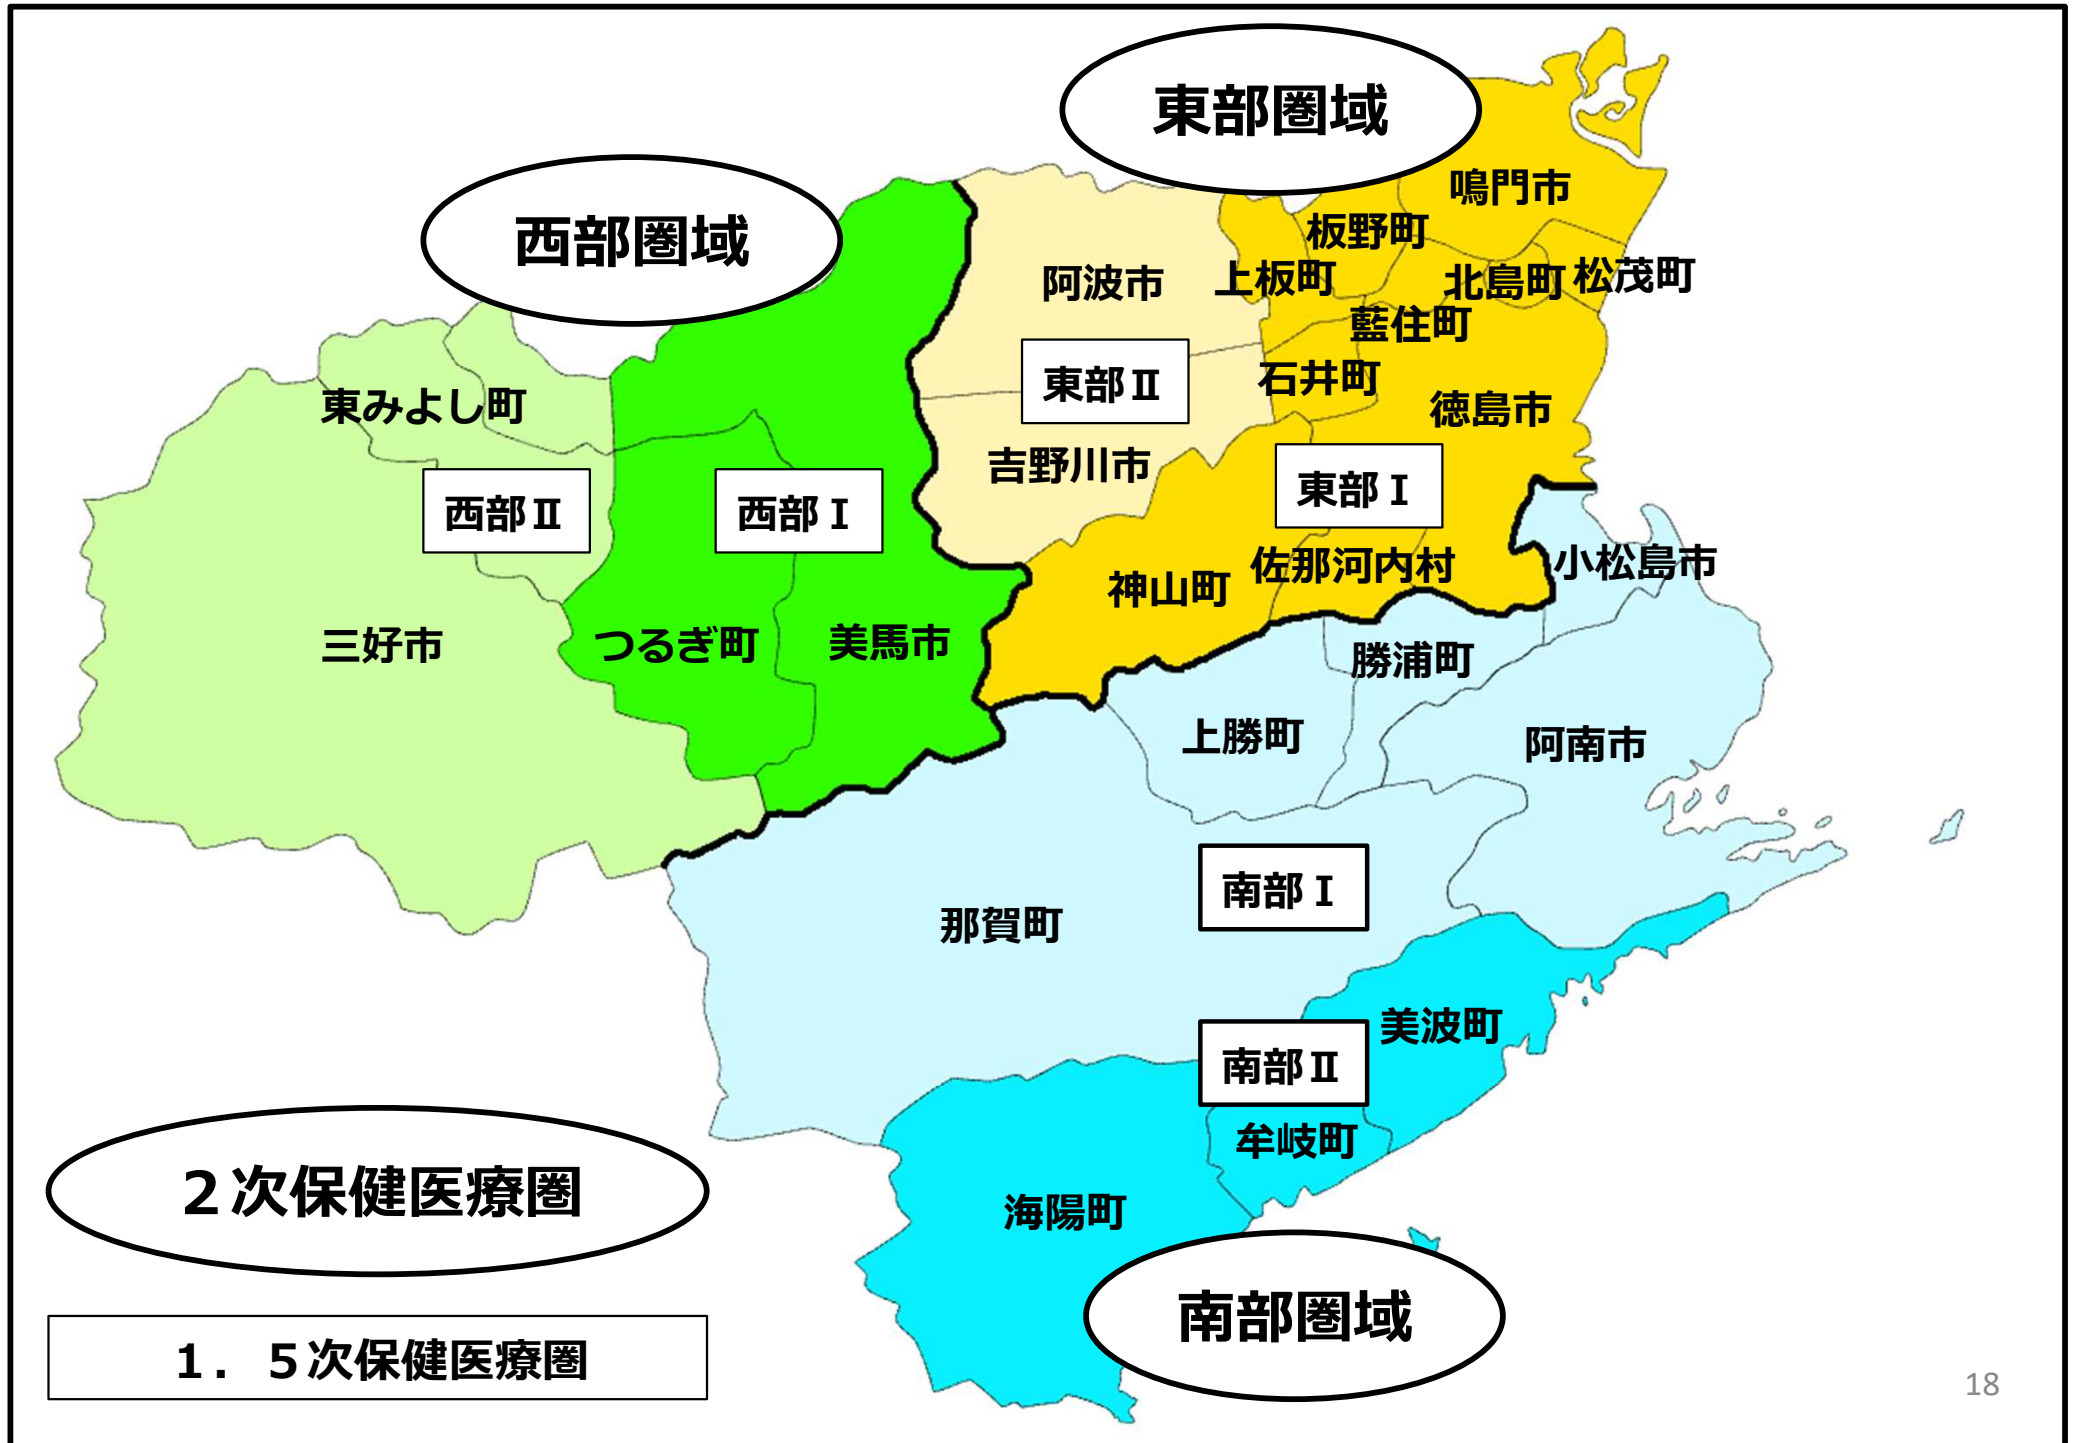 東部圏域
鳴門市
板野町
西部圏域
阿波市
上板町
北島町
松茂町
藍住町
東部Ⅱ
石井町
東みよし町
徳島市
吉野川市
西部Ⅱ
西部Ⅰ
東部Ⅰ
小松島市
佐那河内村
神山町
三好市
つるぎ町
美馬市
勝浦町
上勝町
阿南市
南部Ⅰ
那賀町
美波町
南部Ⅱ
牟岐町
2次保健医療圏
海陽町
南部圏域
1．5次保健医療圏
18